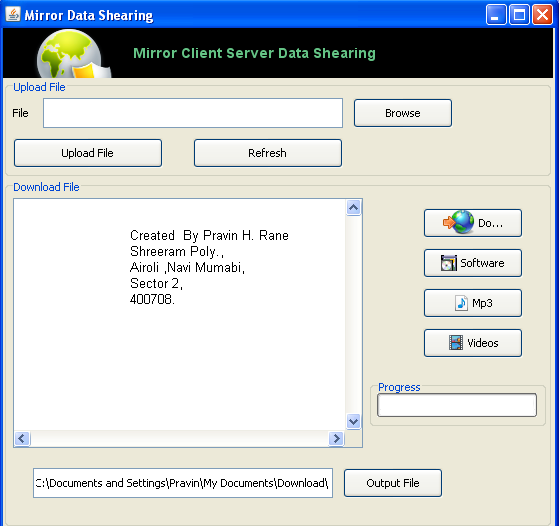 Mirror Data Shearing
Mirror Client Server Data Shearing
Upload File
File
Browse
Upload File
Refresh
Download File
Created By Pravin H. Rane
Shreeram Poly.,
Airoli ,Navi Mumabi,
Sector 2,
400708.
Do...
Software
Mp3
Videos
Progress
C:\Documents and Settings\Pravin\My Documents\Download\
Output File